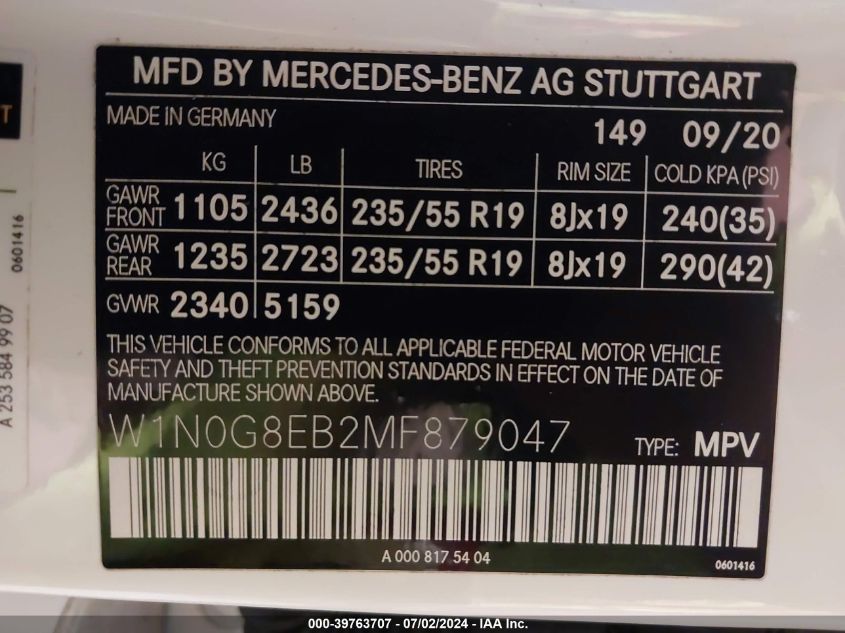 MFD BY MERCEDES-BENZ AG STUTTGART
MADE IN GERMANY
149 09/20
KG LB TIRES RIM SIZE COLD KPA (PSI)
GAWR FRONT 1105 2436 235/55 R19 8Jx19 240(35)
GAWR REAR 1235 2723 235/55 R19 8Jx19 290(42)
GVWR 2340 5159
THIS VEHICLE CONFORMS TO ALL APPLICABLE FEDERAL MOTOR VEHICLE
SAFETY AND THEFT PREVENTION STANDARDS IN EFFECT ON THE DATE OF
MANUFACTURE SHOWN ABOVE.
W1N0G8EB2MF879047 TYPE: MPV
A 000 817 54 04
0601416
T
0601416
A 253 584 99 07
000-39763707 - 07/02/2024 - IAA Inc.